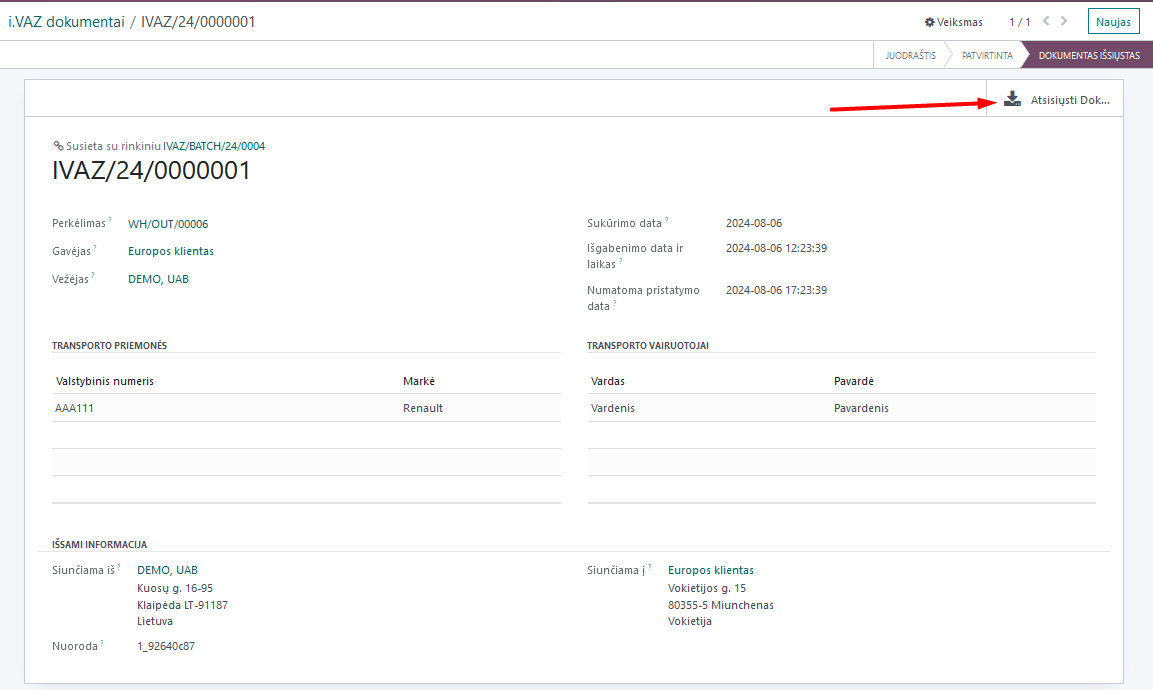 i.VAZ dokumentai / IVAZ/24/0000001
Veiksmas
1 / 1
Naujas
JUODRAŠTIS
PATVIRTINTA
DOKUMENTAS IŠSIŲSTAS
Atsisiųsti Dok...
Susieta su rinkiniu IVAZ/BATCH/24/0004
IVAZ/24/0000001
Perkėlimas ? WH/OUT/00006
Gavėjas ? Europos klientas
Vežėjas ? DEMO, UAB
Sukūrimo data ? 2024-08-06
Išgabenimo data ir laikas ? 2024-08-06 12:23:39
Numatoma pristatymo data ? 2024-08-06 17:23:39
TRANSPORTO PRIEMONĖS
Valstybinis numeris Markė
AAA111 Renault
TRANSPORTO VAIRUOTOJAI
Vardas Pavardė
Vardenis Pavardenis
IŠSAMI INFORMACIJA
Siunčiama iš ? DEMO, UAB
Kuosų g. 16-95
Klaipėda LT-91187
Lietuva
Nuoroda ? 1_92640c87
Siunčiama į ? Europos klientas
Vokietijos g. 15
80355-5 Miunchenas
Vokietija